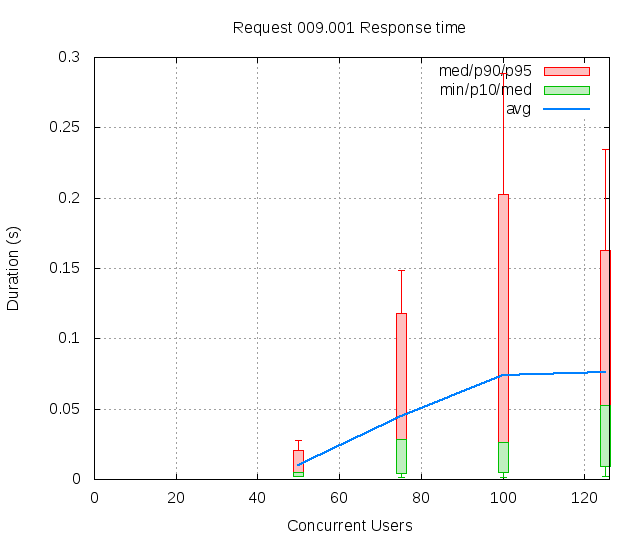 Request 009.001 Response time
med/p90/p95
min/p10/med
avg
Duration (s)
0.3
0.25
0.2
0.15
0.1
0.05
0
0 20 40 60 80 100 120
Concurrent Users